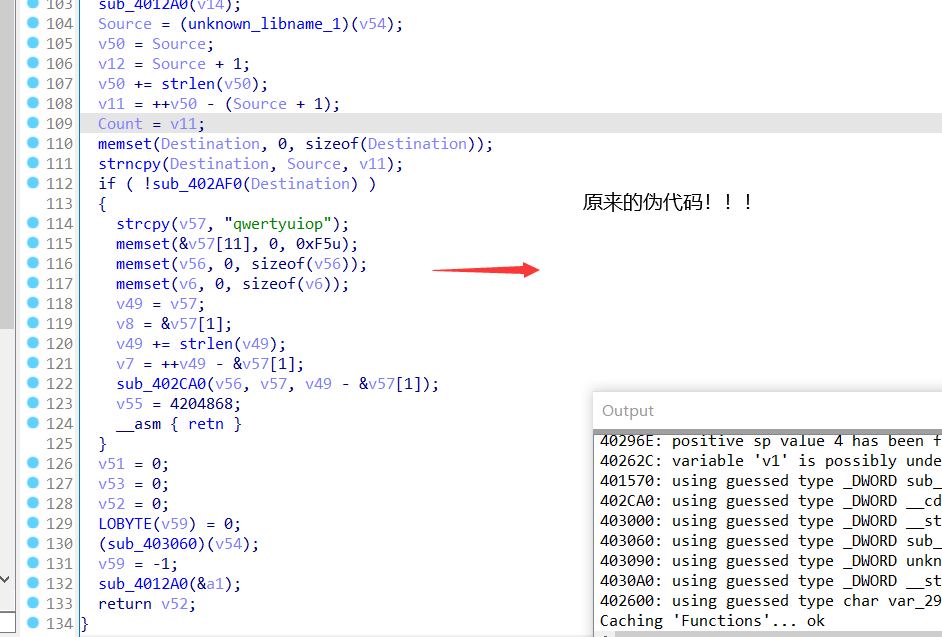 103 sub_4012A0(v14);
104 Source = (unknown_libname_1)(v54);
105 v50 = Source;
106 v12 = Source + 1;
107 v50 += strlen(v50);
108 v11 = ++v50 - (Source + 1);
109 Count = v11;
110 memset(Destination, 0, sizeof(Destination));
111 strncpy(Destination, Source, v11);
112 if ( !sub_402AF0(Destination) )
113 {
原来的伪代码！！！
114 strcpy(v57, "qwertyuiop");
115 memset(&v57[11], 0, 0xF5u);
116 memset(v56, 0, sizeof(v56));
117 memset(v6, 0, sizeof(v6));
118 v49 = v57;
119 v8 = &v57[1];
120 v49 += strlen(v49);
121 v7 = ++v49 - &v57[1];
122 sub_402CA0(v56, v57, v49 - &v57[1]);
123 v55 = 4204868;
124 __asm { retn }
125 }
126 v51 = 0;
127 v53 = 0;
128 v52 = 0;
129 LOBYTE(v59) = 0;
130 (sub_403060)(v54);
131 v59 = -1;
132 sub_4012A0(&a1);
133 return v52;
134 }
Output
40296E: positive sp value 4 has been f
40262C: variable 'v1' is possibly unde
401570: using guessed type _DWORD sub_
402CA0: using guessed type _DWORD __cd
403000: using guessed type _DWORD __st
403060: using guessed type _DWORD sub_
403090: using guessed type _DWORD unkn
4030A0: using guessed type _DWORD __st
402600: using guessed type char var_29
Caching 'Functions'... ok